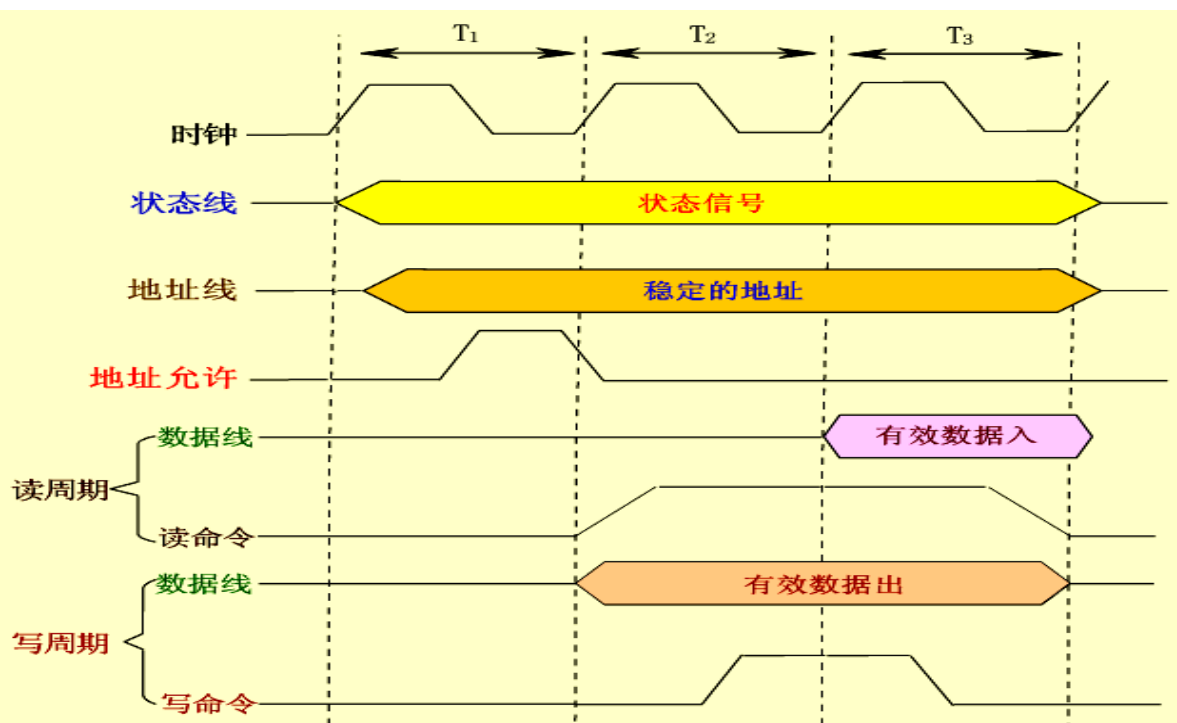 T₁ T₂ T₃
时钟
状态线 状态信号
地址线 稳定的地址
地址允许
数据线 有效数据入
读周期
读命令
数据线 有效数据出
写周期
写命令